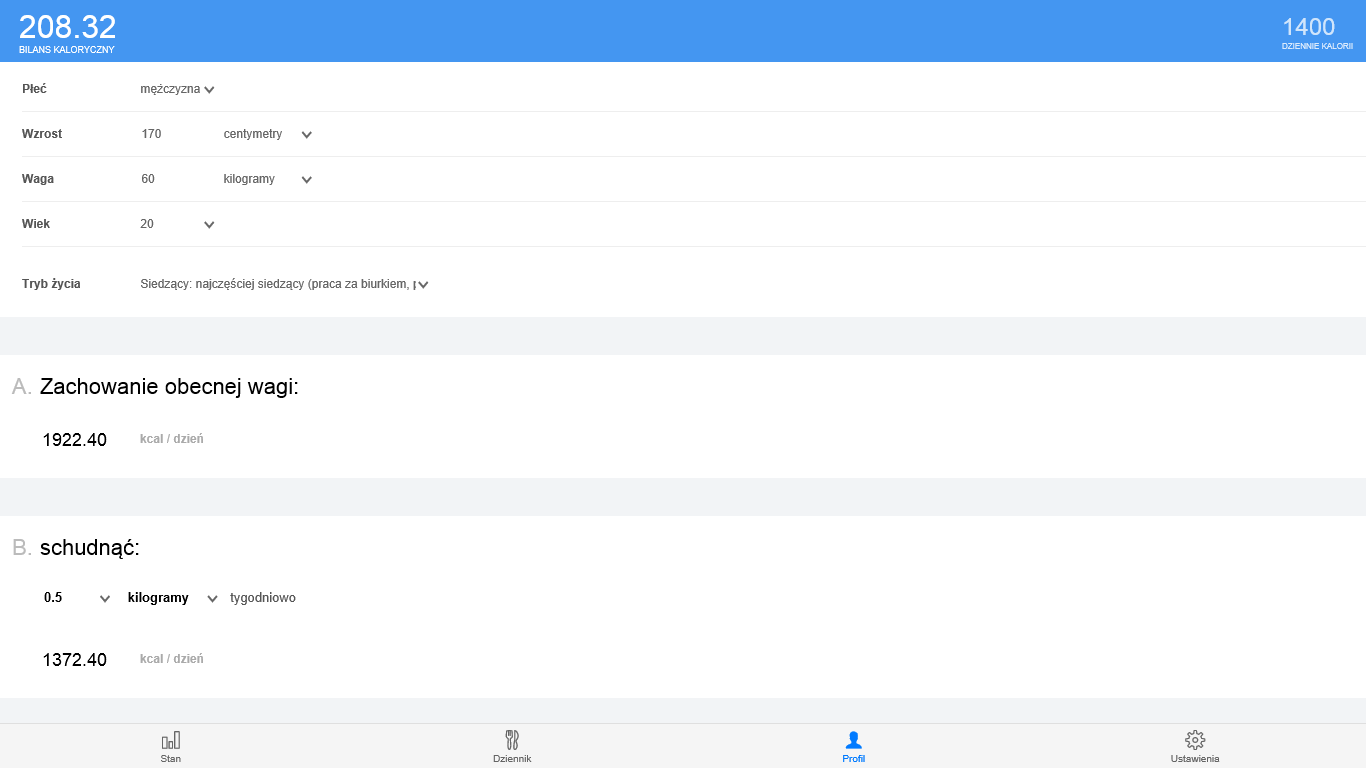 208.32
BILANS KALORYCZNY
1400
DZIENNIE KALORII
Płeć mężczyzna
Wzrost 170 centymetry
Waga 60 kilogramy
Wiek 20
Tryb życia Siedzący: najczęściej siedzący (praca za biurkiem,
A. Zachowanie obecnej wagi:
1922.40 kcal / dzień
B. schudnąć:
0.5 kilogramy tygodniowo
1372.40 kcal / dzień
Stan Dziennik Profil Ustawienia